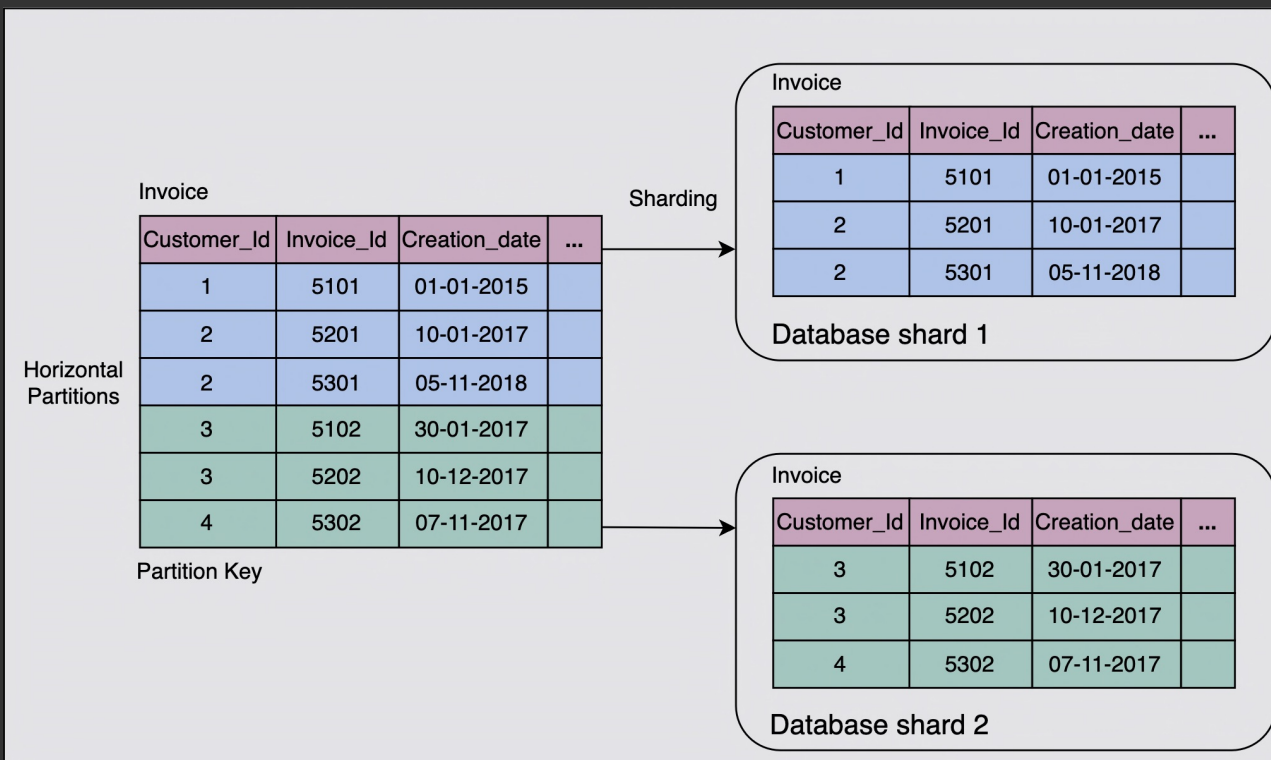 Invoice
Customer_Id Invoice_Id Creation_date ...
1 5101 01-01-2015
2 5201 10-01-2017
2 5301 05-11-2018
3 5102 30-01-2017
3 5202 10-12-2017
4 5302 07-11-2017
Horizontal
Partitions
Partition Key
Sharding
Invoice
Customer_Id Invoice_Id Creation_date ...
1 5101 01-01-2015
2 5201 10-01-2017
2 5301 05-11-2018
Database shard 1
Invoice
Customer_Id Invoice_Id Creation_date ...
3 5102 30-01-2017
3 5202 10-12-2017
4 5302 07-11-2017
Database shard 2